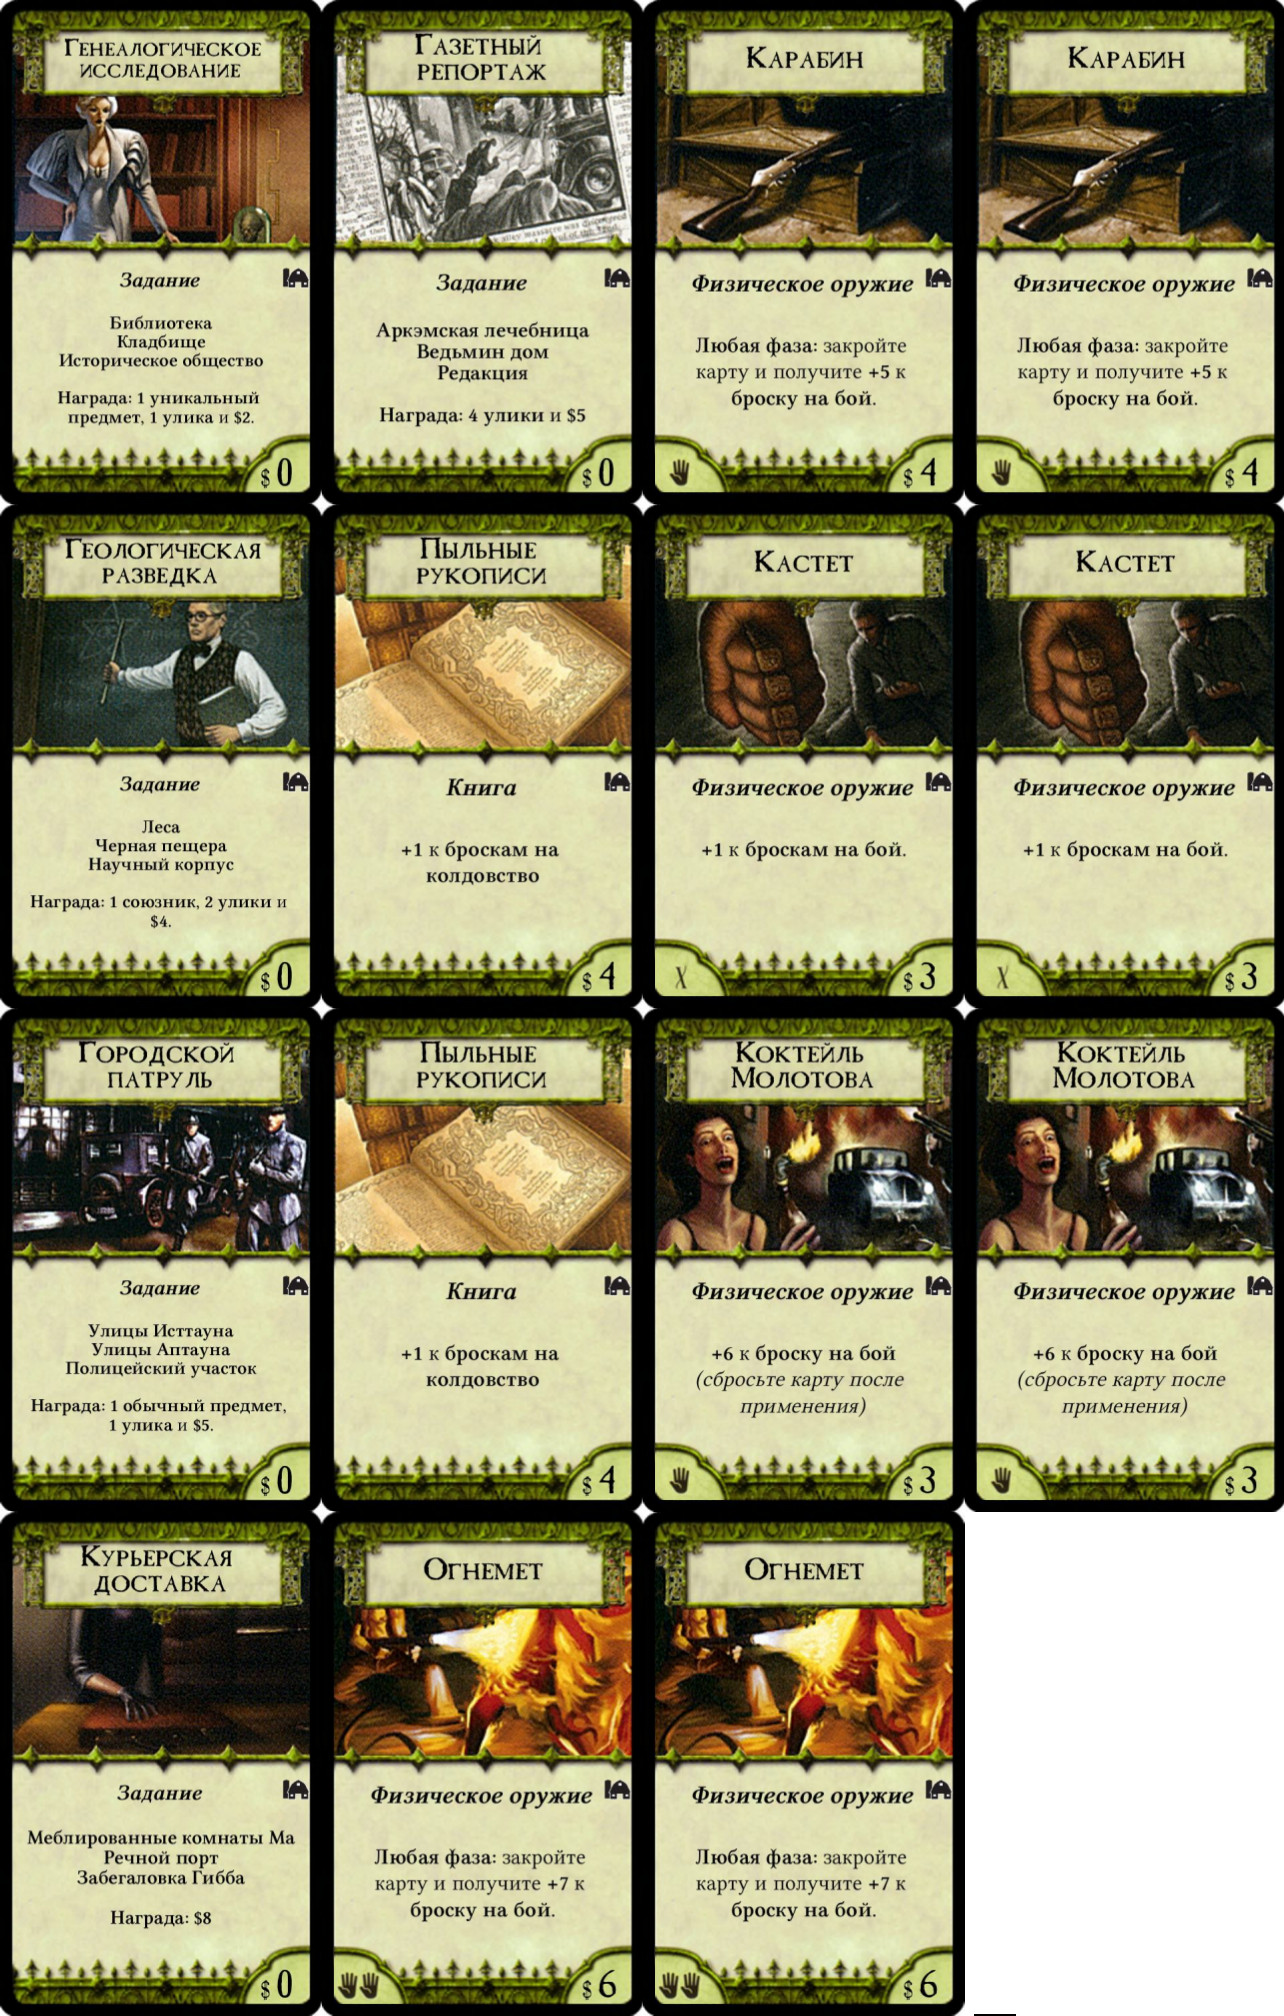 Генеалогическое
исследование
Задание
Библиотека
Кладбище
Историческое общество
Награда: 1 уникальный
предмет, 1 улика и $2.
$0
Газетный
репортаж
Задание
Аркэмская лечебница
Ведьмин дом
Редакция
Награда: 4 улики и $5
$0
Карабин
Физическое оружие
Любая фаза: закройте
карту и получите +5 к
броску на бой.
$4
Карабин
Физическое оружие
Любая фаза: закройте
карту и получите +5 к
броску на бой.
$4
Геологическая
разведка
Задание
Леса
Черная пещера
Научный корпус
Награда: 1 союзник, 2 улики и
$4.
$0
Пыльные
рукописи
Книга
+1 к броскам на
колдовство
$4
Кастет
Физическое оружие
+1 к броскам на бой.
X
$3
Кастет
Физическое оружие
+1 к броскам на бой.
X
$3
Городской
патруль
Задание
Улицы Исттауна
Улицы Аптауна
Полицейский участок
Награда: 1 обычный предмет,
1 улика и $5.
$0
Пыльные
рукописи
Книга
+1 к броскам на
колдовство
$4
Коктейль
Молотова
Физическое оружие
+6 к броску на бой
(сбросьте карту после
применения)
$3
Коктейль
Молотова
Физическое оружие
+6 к броску на бой
(сбросьте карту после
применения)
$3
Курьерская
доставка
Задание
Меблированные комнаты Ма
Речной порт
Забегаловка Гибба
Награда: $8
$0
Огнемет
Физическое оружие
Любая фаза: закройте
карту и получите +7 к
броску на бой.
$6
Огнемет
Физическое оружие
Любая фаза: закройте
карту и получите +7 к
броску на бой.
$6